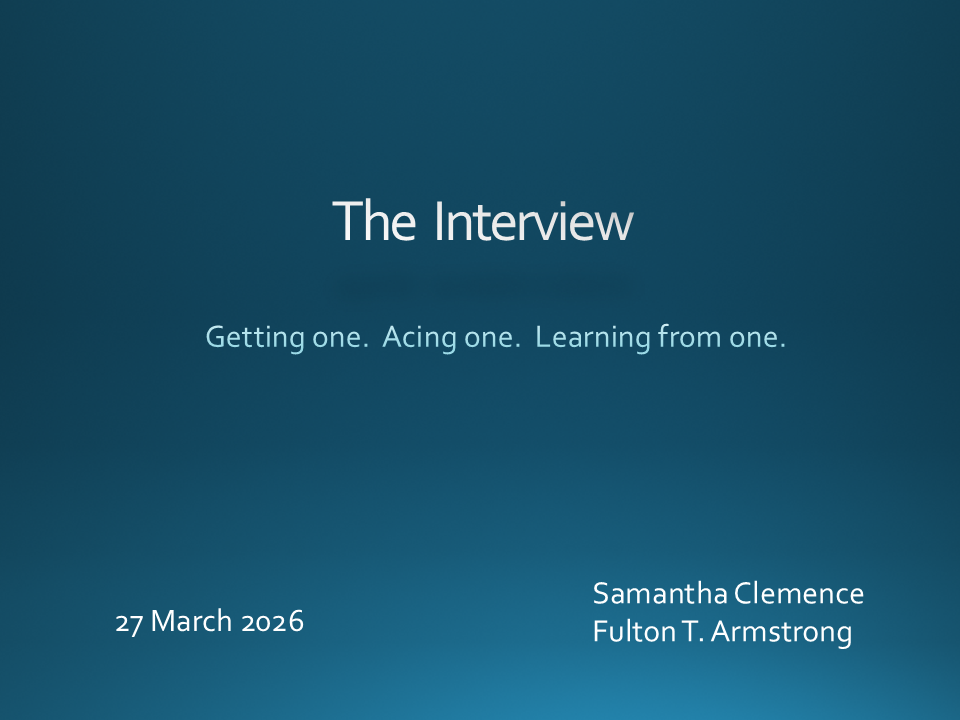 The Interview
Getting one.  Acing one.  Learning from one.
27 March 2026
Samantha Clemence
Fulton T. Armstrong